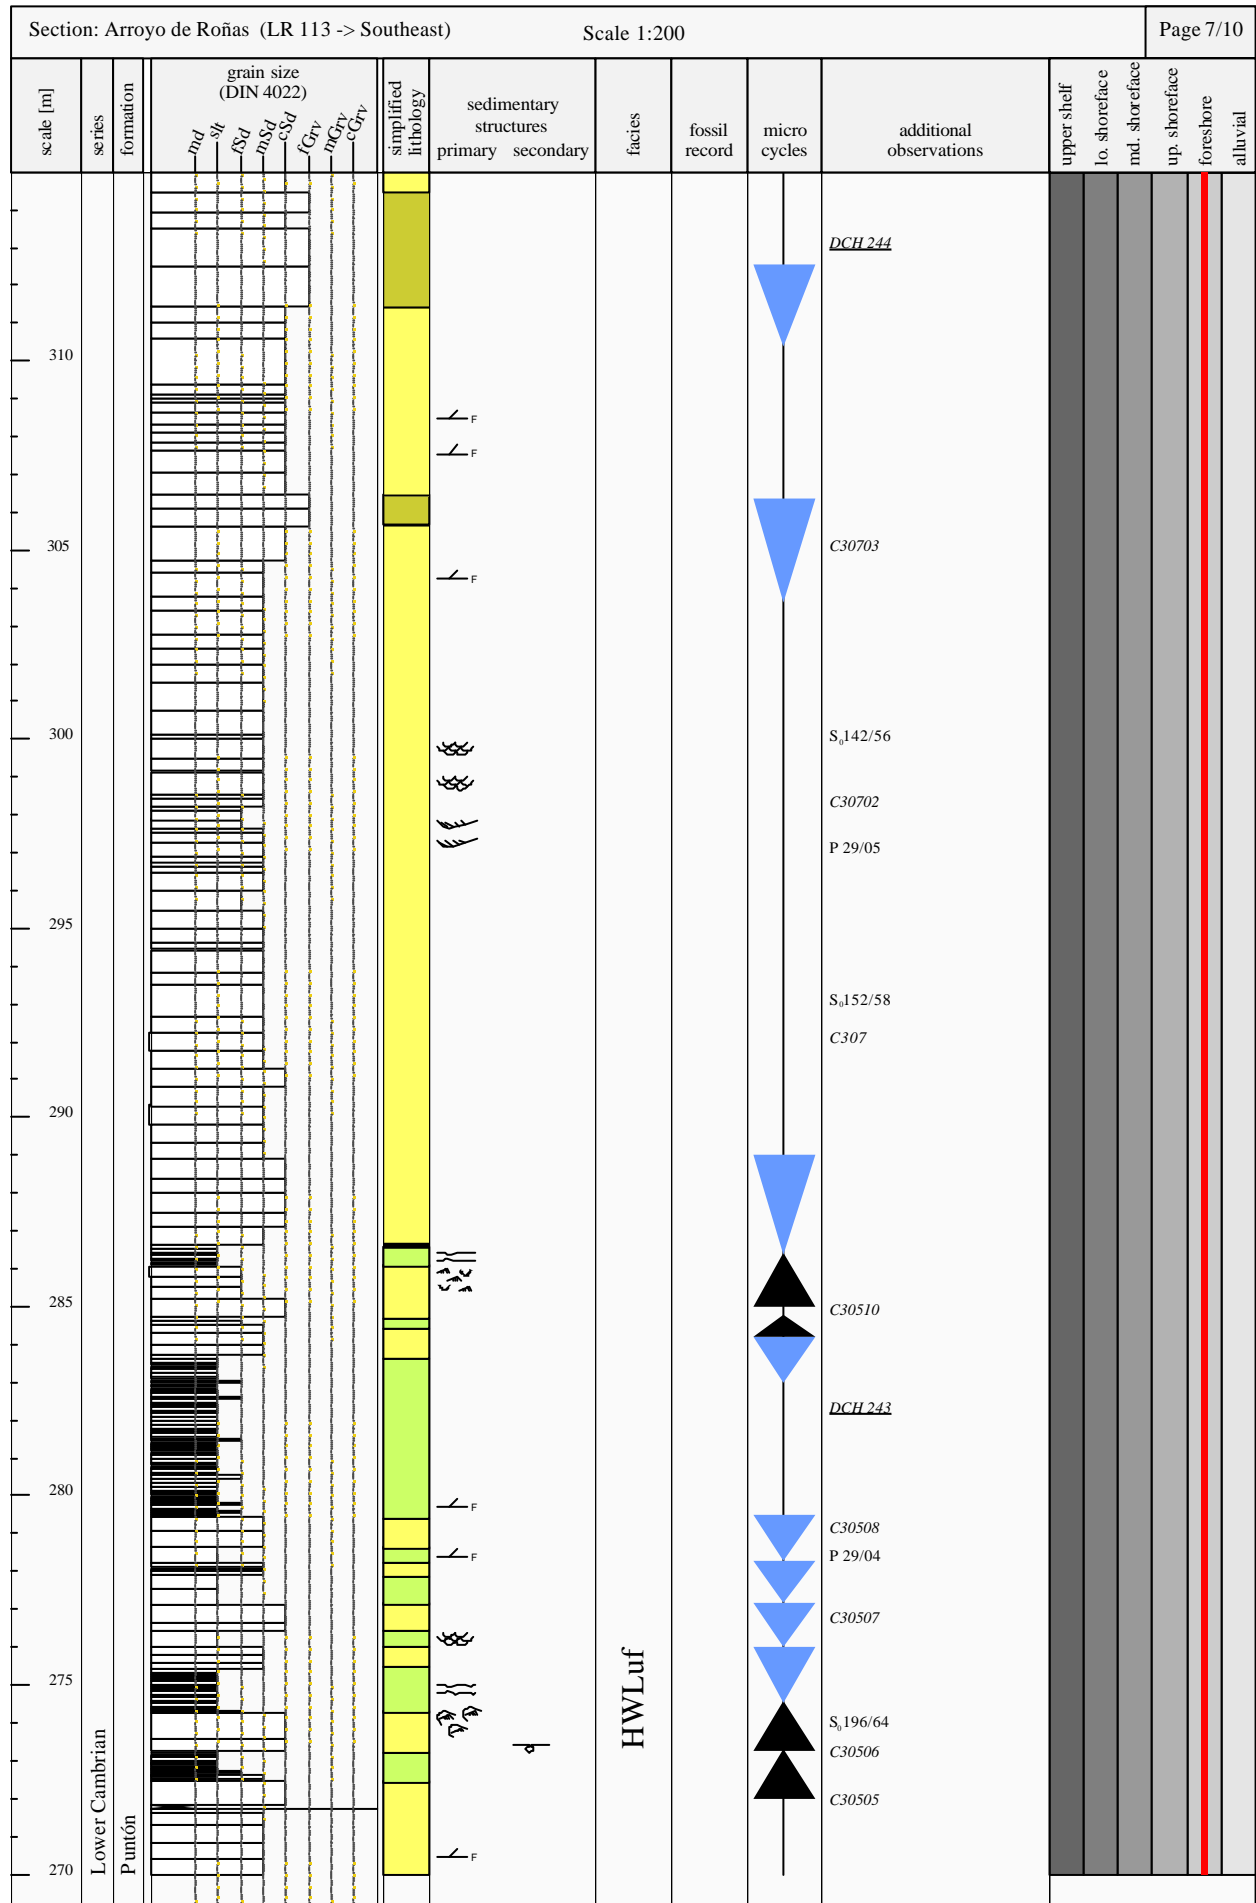 Section: Arroyo de Roñas (LR 113 -> Southeast) Scale 1:200 Page 7/10
scale [m]
series
formation
grain size
(DIN 4022)
md
slt
fSd
mSd
cSd
fGrv
mGrv
cGrv
simplified
lithology
sedimentary
structures
primary secondary
facies
fossil
record
micro
cycles
additional
observations
upper shelf
lo. shoreface
md. shoreface
up. shoreface
foreshore
alluvial
DCH 244
310
F
F
305
C30703
F
300
S0142/56
C30702
P 29/05
295
S0152/58
C307
290
285
C30510
DCH 243
280
F
C30508
F
P 29/04
C30507
275
S0196/64
C30506
C30505
270
F
Lower Cambrian
Puntón
HWLuf